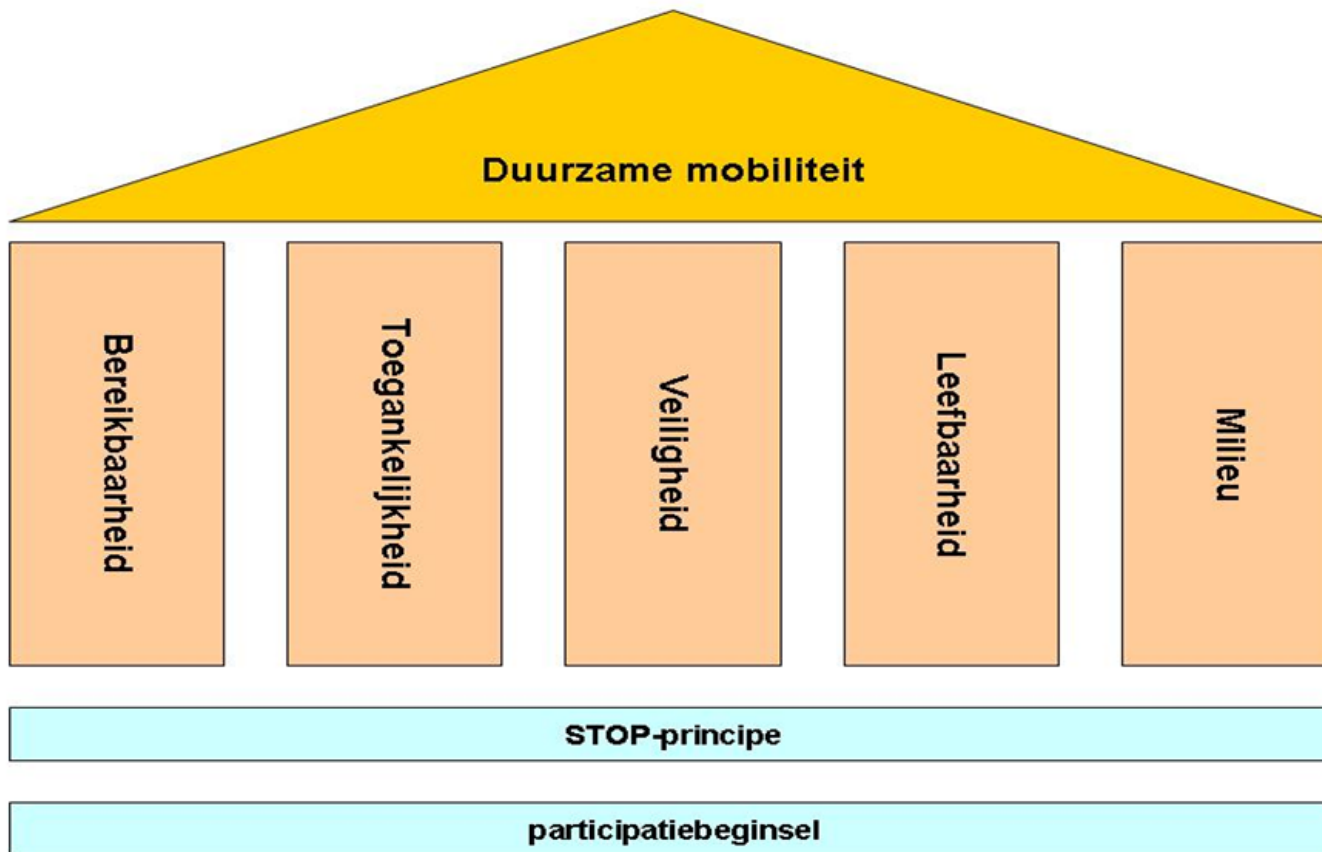 Duurzame mobiliteit
Bereikbaarheid
Toegankelijkheid
Veiligheid
Leefbaarheid
Milieu
STOP-principe
participatiebeginsel